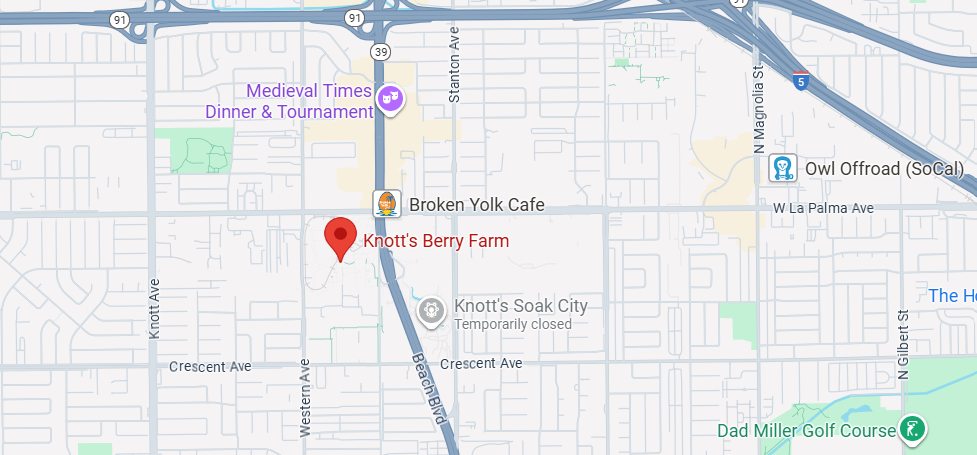 91
91
91
39
Stanton Ave
5
Medieval Times
Dinner & Tournament
N Magnolia St
Owl Offroad (SoCal)
Broken Yolk Cafe
W La Palma Ave
Knott's Berry Farm
Knott Ave
Knott's Soak City
Temporarily closed
The Ho
N Gilbert St
Crescent Ave
Western Ave
Beach Blvd
Crescent Ave
Dad Miller Golf Course